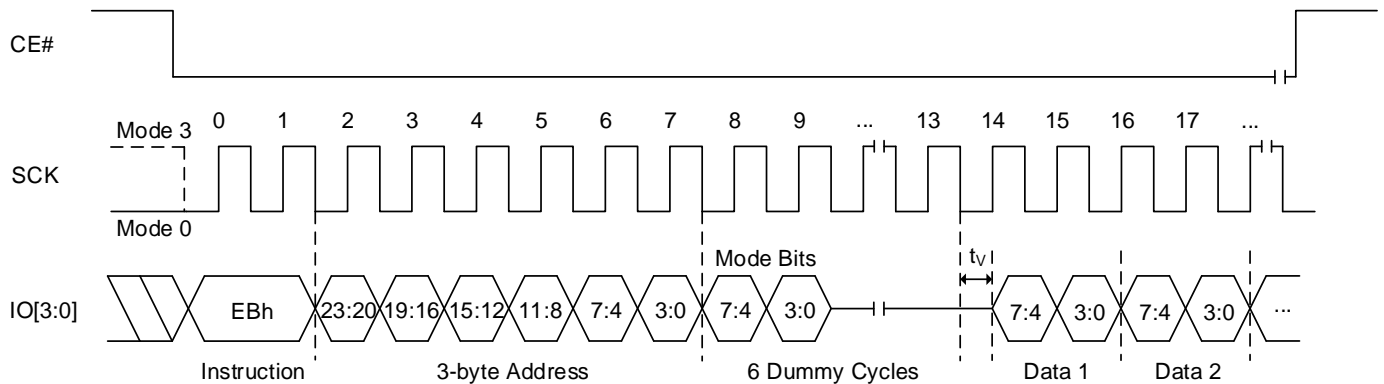 CE#
0 1 2 3 4 5 6 7 8 9 ... 13 14 15 16 17 ...
Mode 3
SCK
Mode 0
Mode Bits tV
IO[3:0] EBh 23:20 19:16 15:12 11:8 7:4 3:0 7:4 3:0 7:4 3:0 7:4 3:0 ...
Instruction 3-byte Address 6 Dummy Cycles Data 1 Data 2